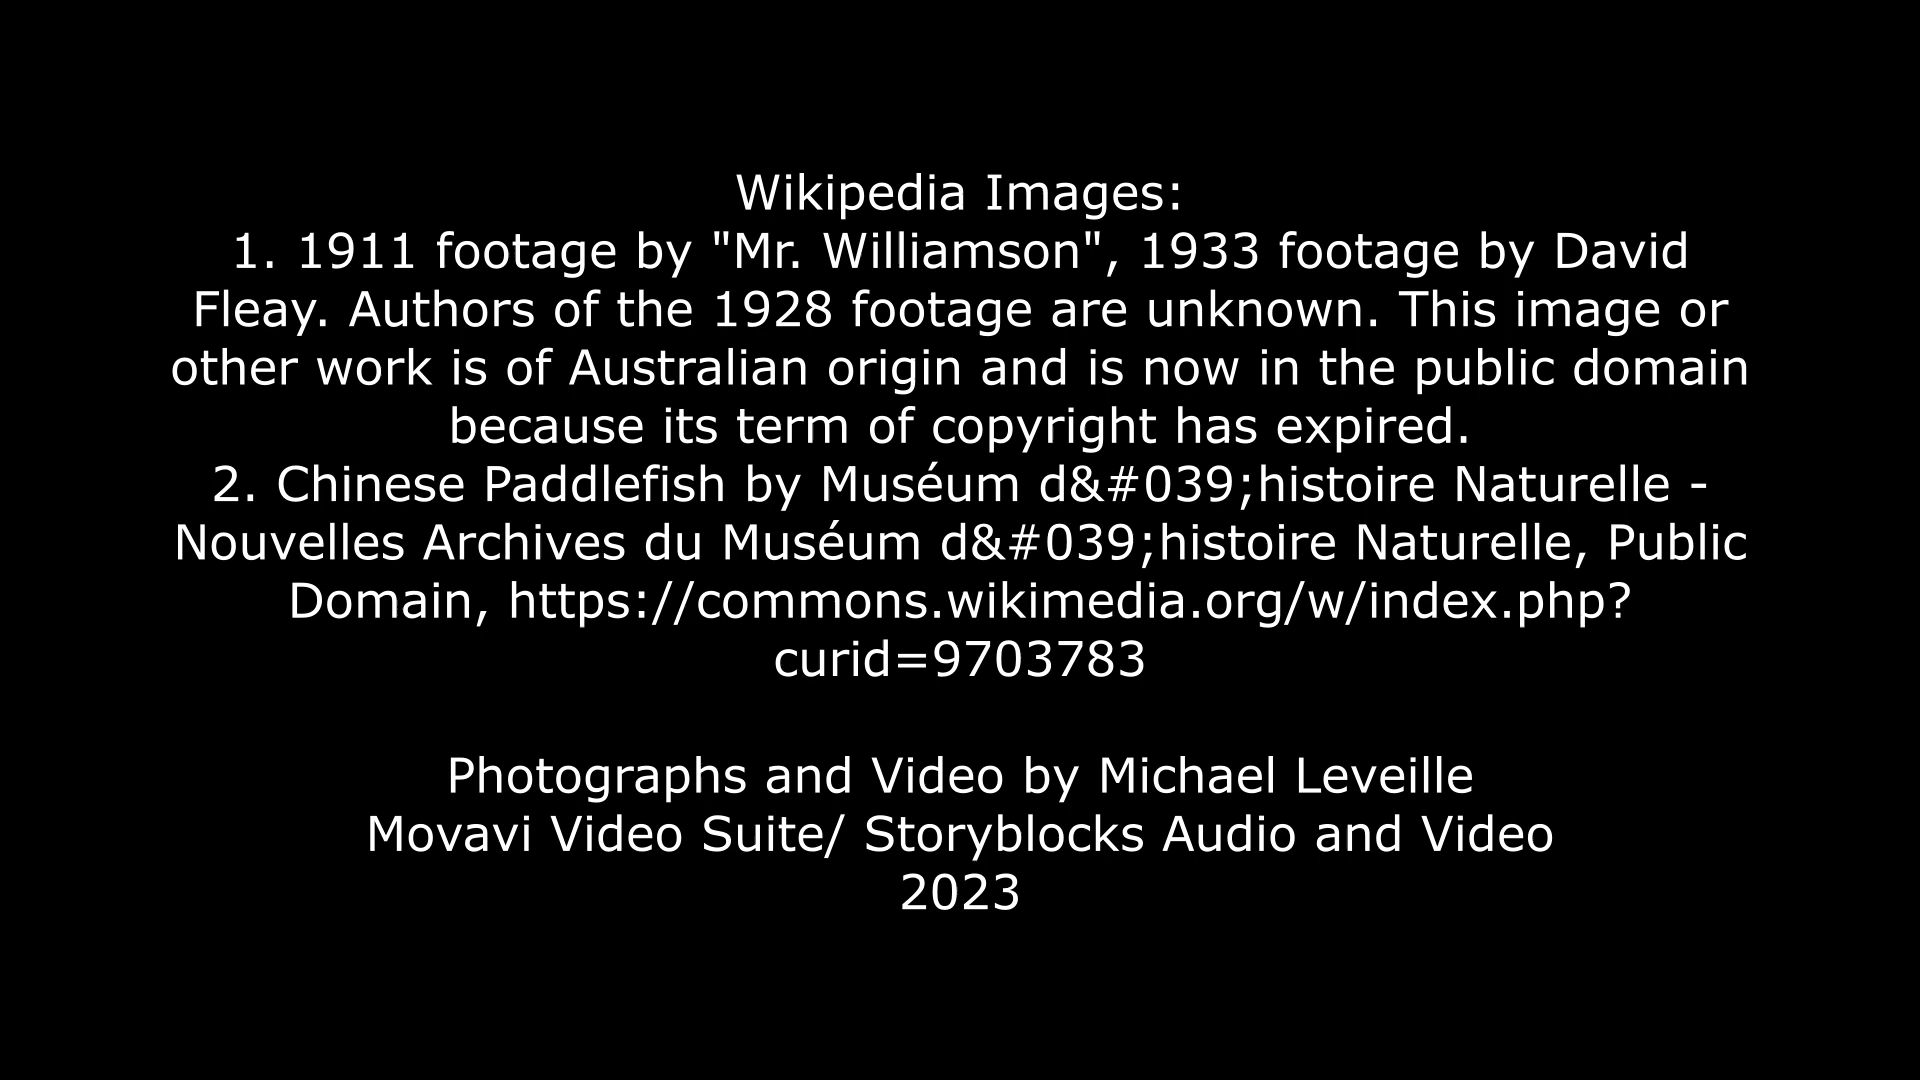 Wikipedia Images:
1. 1911 footage by "Mr. Williamson", 1933 footage by David
Fleay. Authors of the 1928 footage are unknown. This image or
other work is of Australian origin and is now in the public domain
because its term of copyright has expired.
2. Chinese Paddlefish by Muséum d&#039;histoire Naturelle -
Nouvelles Archives du Muséum d&#039;histoire Naturelle, Public
Domain, https://commons.wikimedia.org/w/index.php?
curid=9703783
Photographs and Video by Michael Leveille
Movavi Video Suite/ Storyblocks Audio and Video
2023